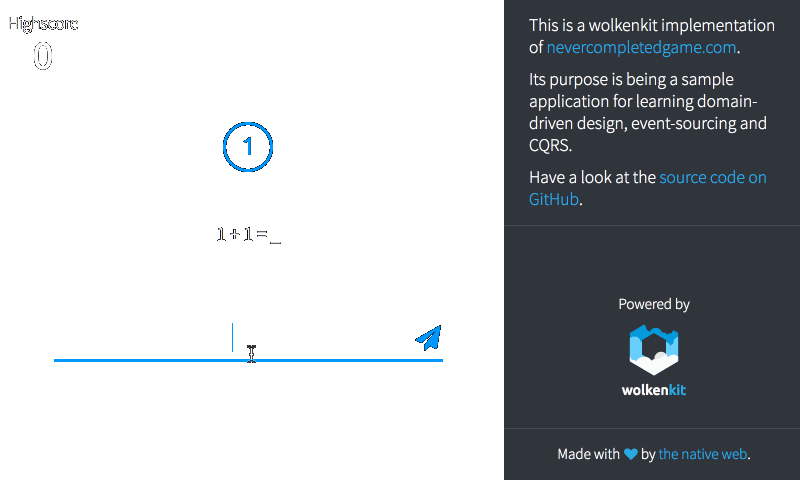 Highscore
0
1
1+1=_
This is a wolkenkit implementation
of nevercompletedgame.com.
Its purpose is being a sample
application for learning domain-
driven design, event-sourcing and
CQRS.
Have a look at the source code on
GitHub.
Powered by
wolkenkit
Made with by the native web.